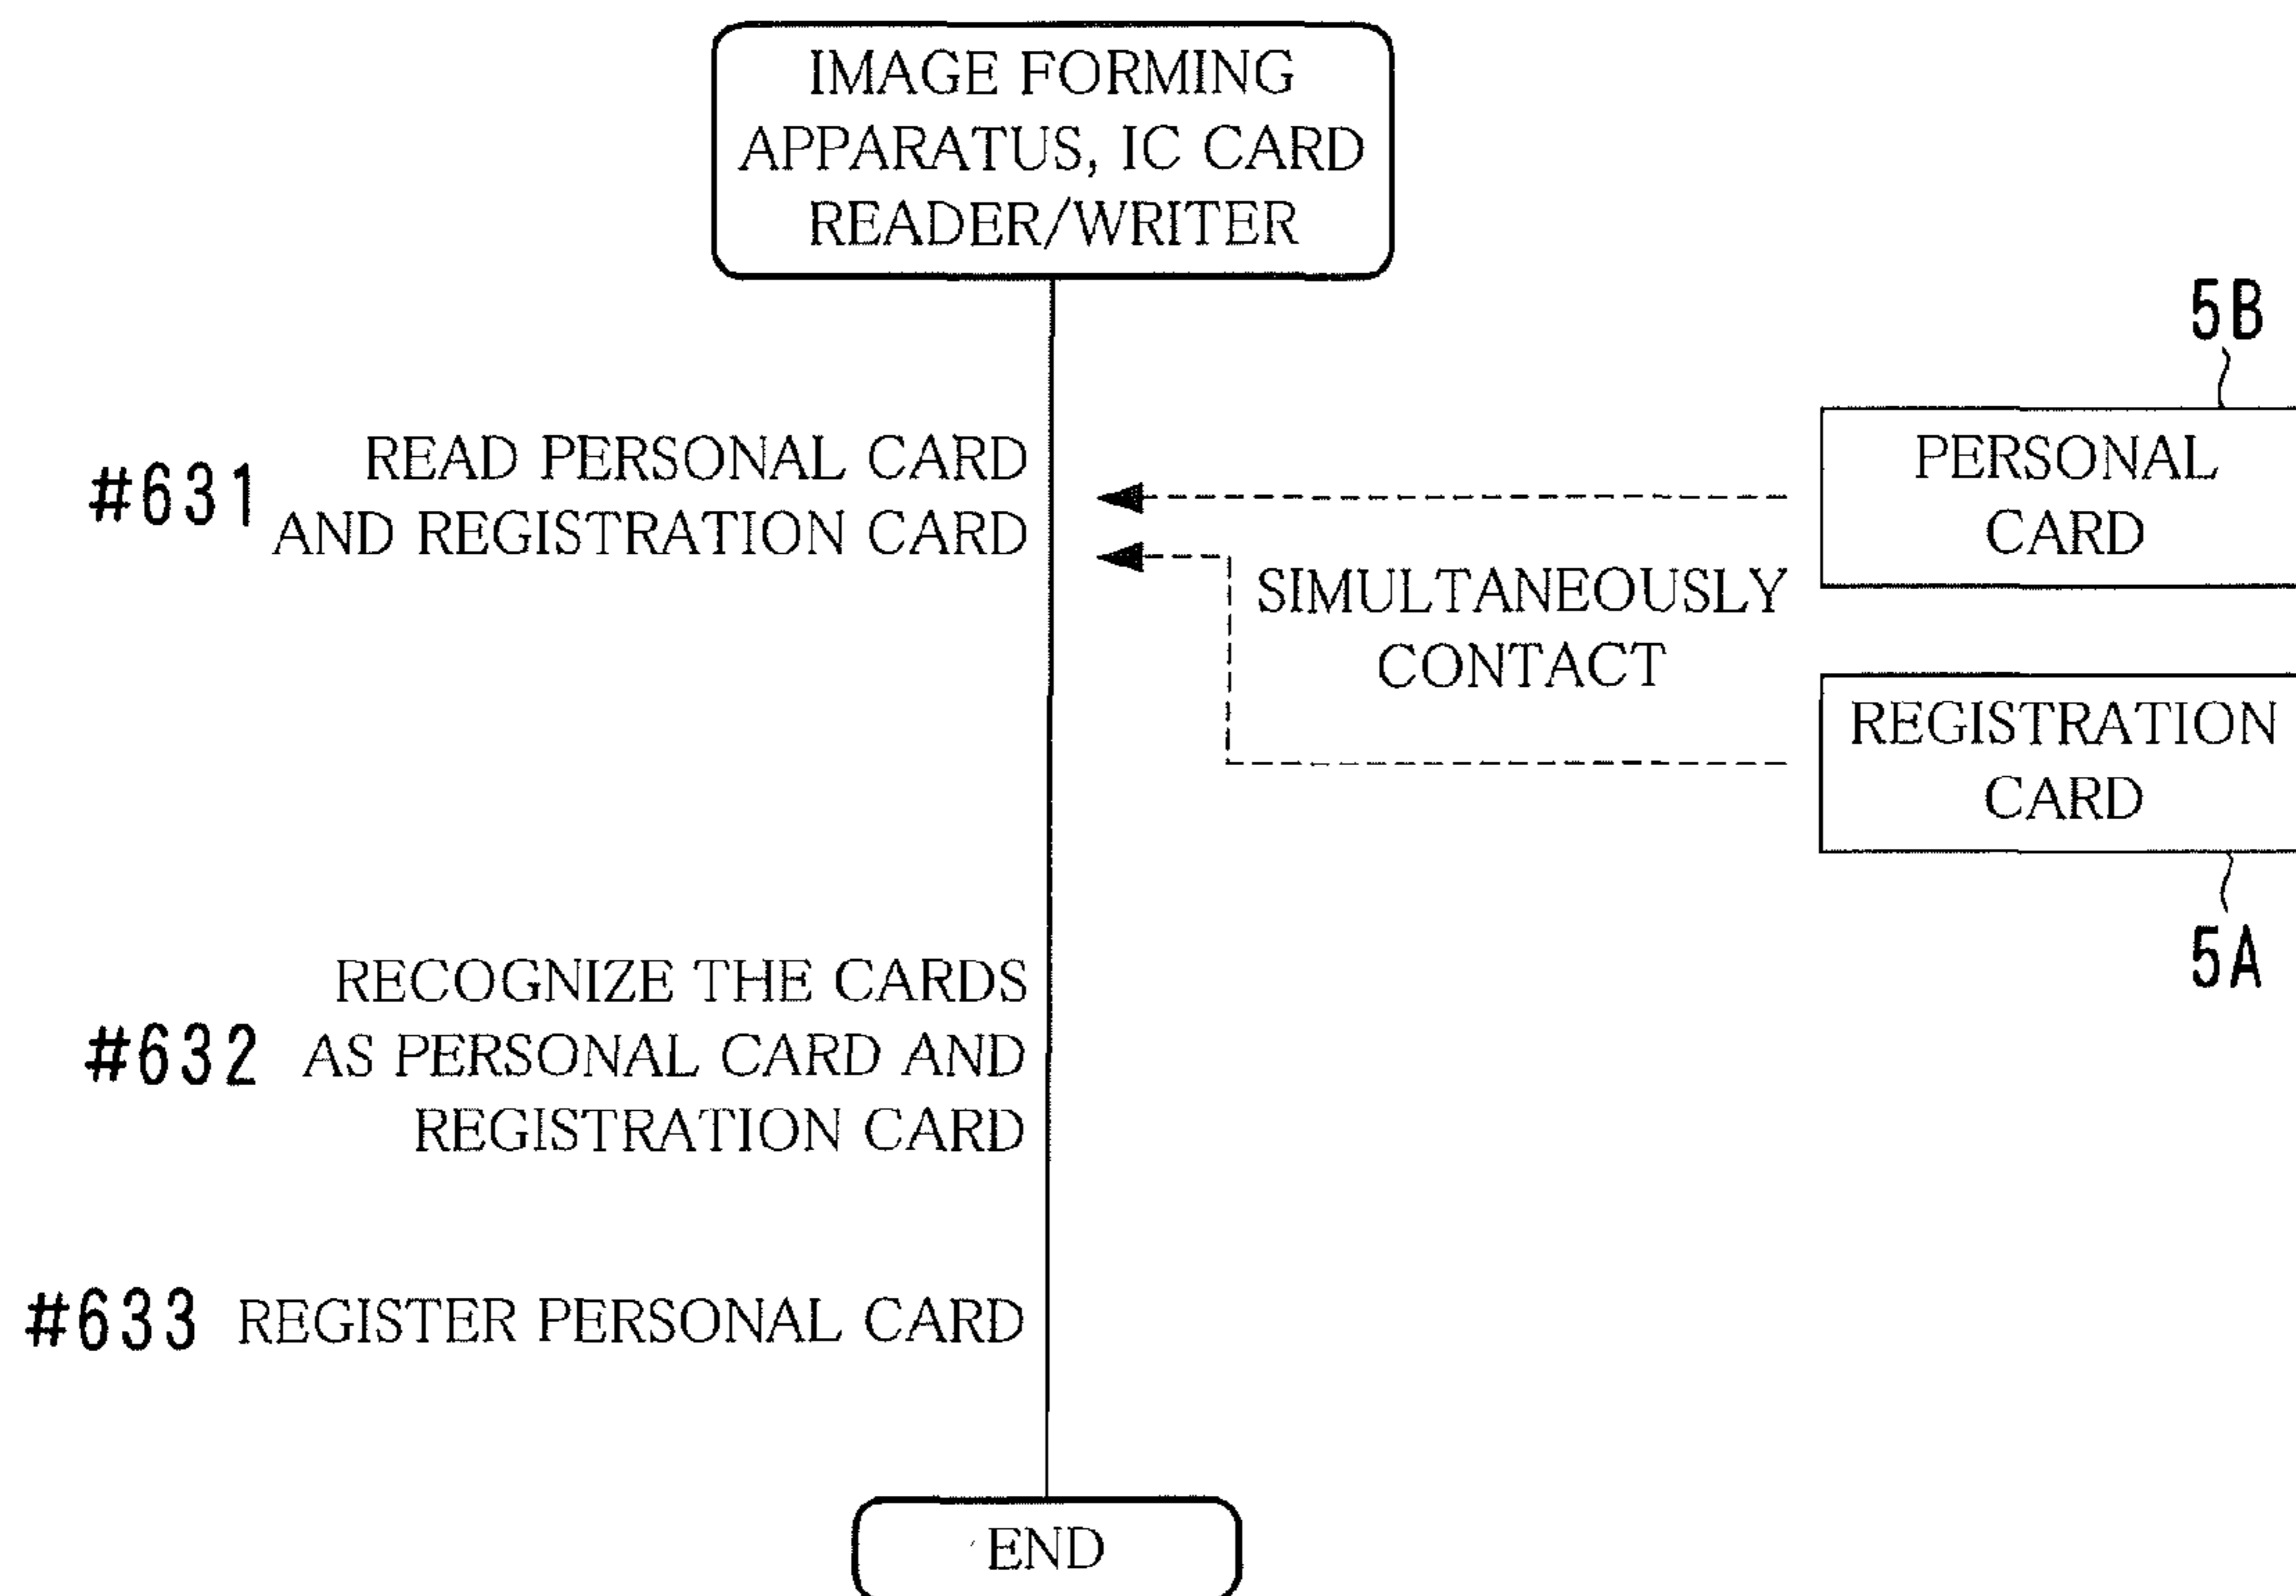 IMAGE FORMING
APPARATUS, IC CARD
READER/WRITER
5B
#631
READ PERSONAL CARD
AND REGISTRATION CARD
PERSONAL
CARD
SIMULTANEOUSLY
CONTACT
REGISTRATION
CARD
5A
#632
RECOGNIZE THE CARDS
AS PERSONAL CARD AND
REGISTRATION CARD
#633 REGISTER PERSONAL CARD
END